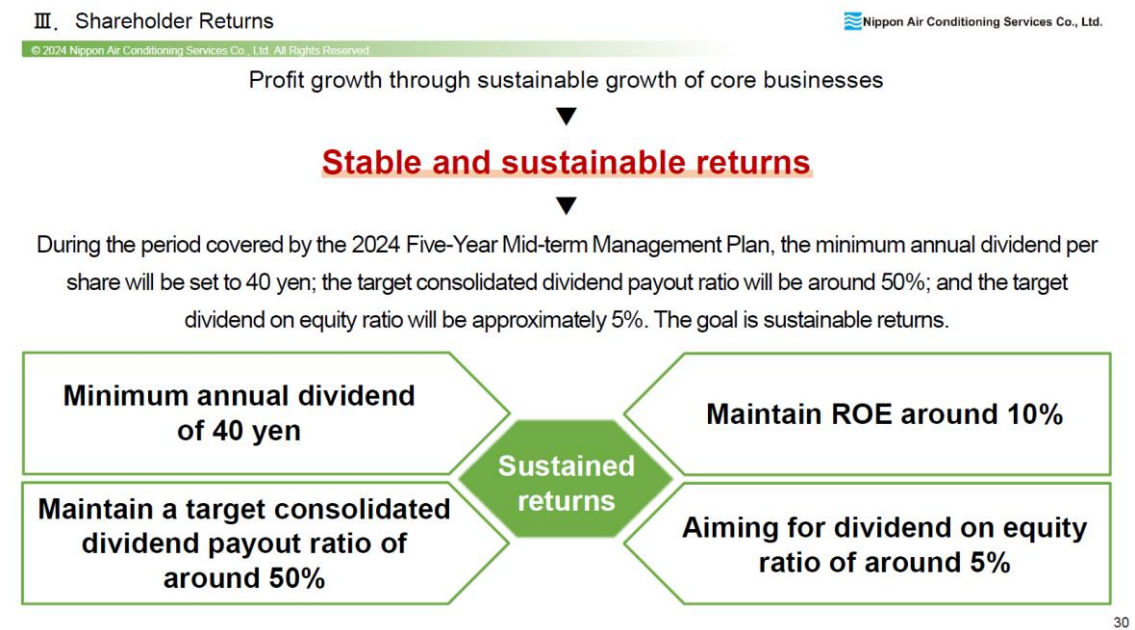 Ⅲ． Shareholder Returns
Nippon Air Conditioning Services Co., Ltd.
© 2024 Nippon Air Conditioning Services Co., Ltd. All Rights Reserved.
Profit growth through sustainable growth of core businesses
▼
Stable and sustainable returns
▼
During the period covered by the 2024 Five-Year Mid-term Management Plan, the minimum annual dividend per
share will be set to 40 yen; the target consolidated dividend payout ratio will be around 50%; and the target
dividend on equity ratio will be approximately 5%. The goal is sustainable returns.
Minimum annual dividend
of 40 yen
Maintain ROE around 10%
Sustained
returns
Maintain a target consolidated
dividend payout ratio of
around 50%
Aiming for dividend on equity
ratio of around 5%
30